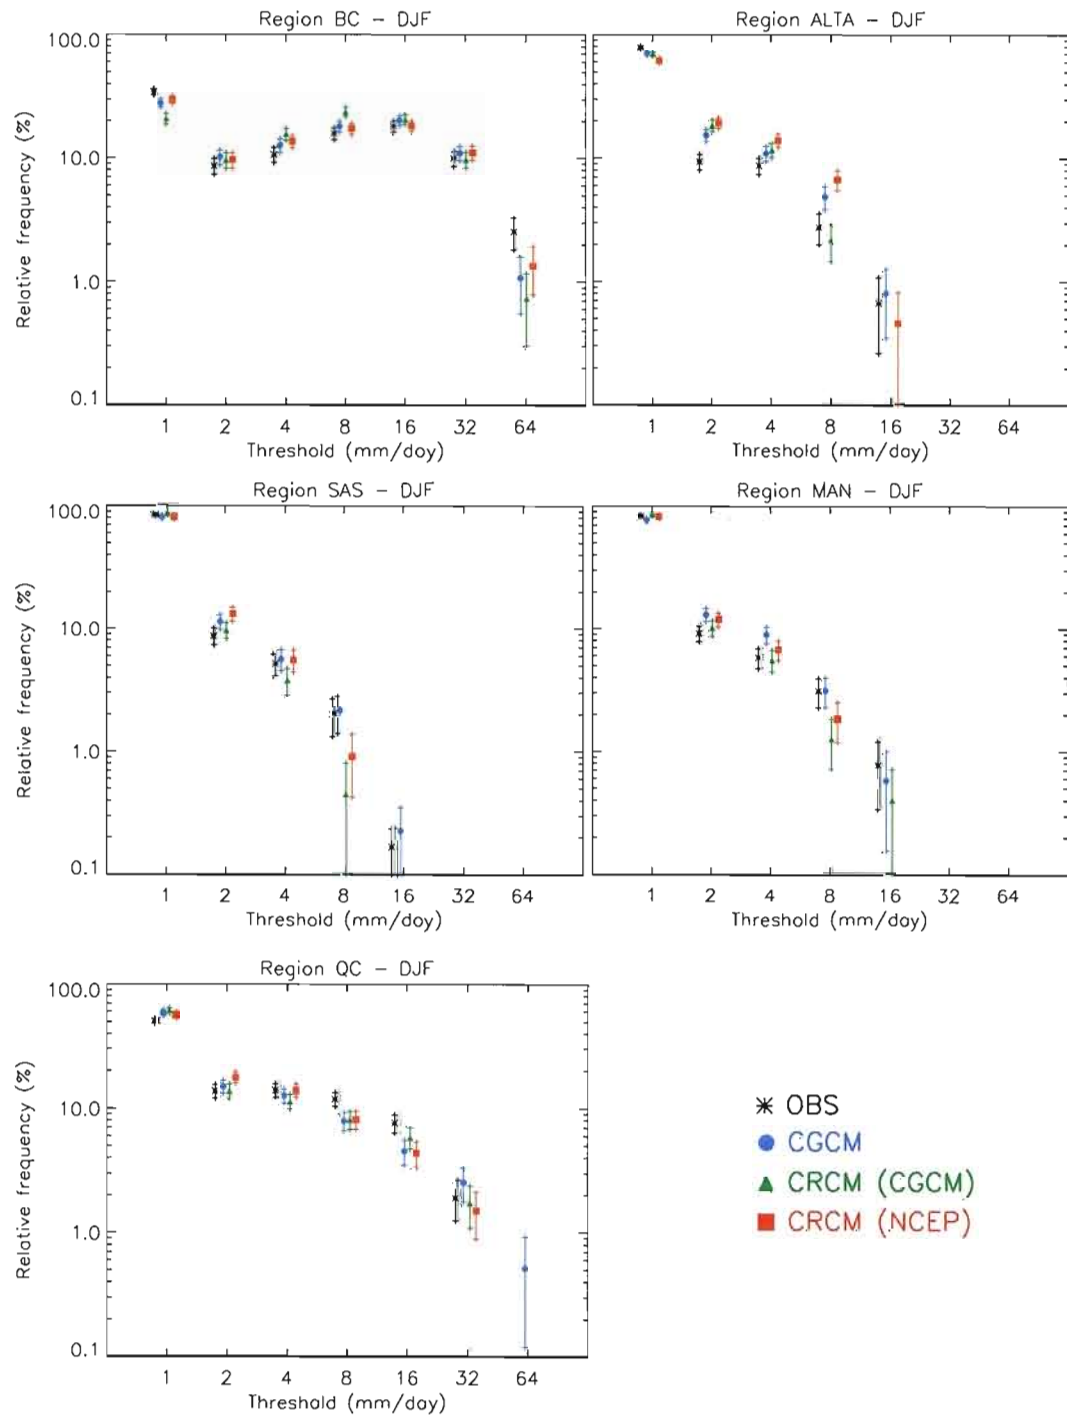 Region BC – DJF
Region ALTA – DJF
100.0
10.0
1.0
0.1
Relative frequency (%)
1 2 4 8 16 32 64
1 2 4 8 16 32 64
Threshold (mm/day)
Threshold (mm/day)
Region SAS – DJF
Region MAN – DJF
100.0
10.0
1.0
0.1
Relative frequency (%)
1 2 4 8 16 32 64
1 2 4 8 16 32 64
Threshold (mm/day)
Threshold (mm/day)
Region QC – DJF
100.0
10.0
1.0
0.1
Relative frequency (%)
1 2 4 8 16 32 64
Threshold (mm/day)
OBS
CGCM
CRCM (CGCM)
CRCM (NCEP)